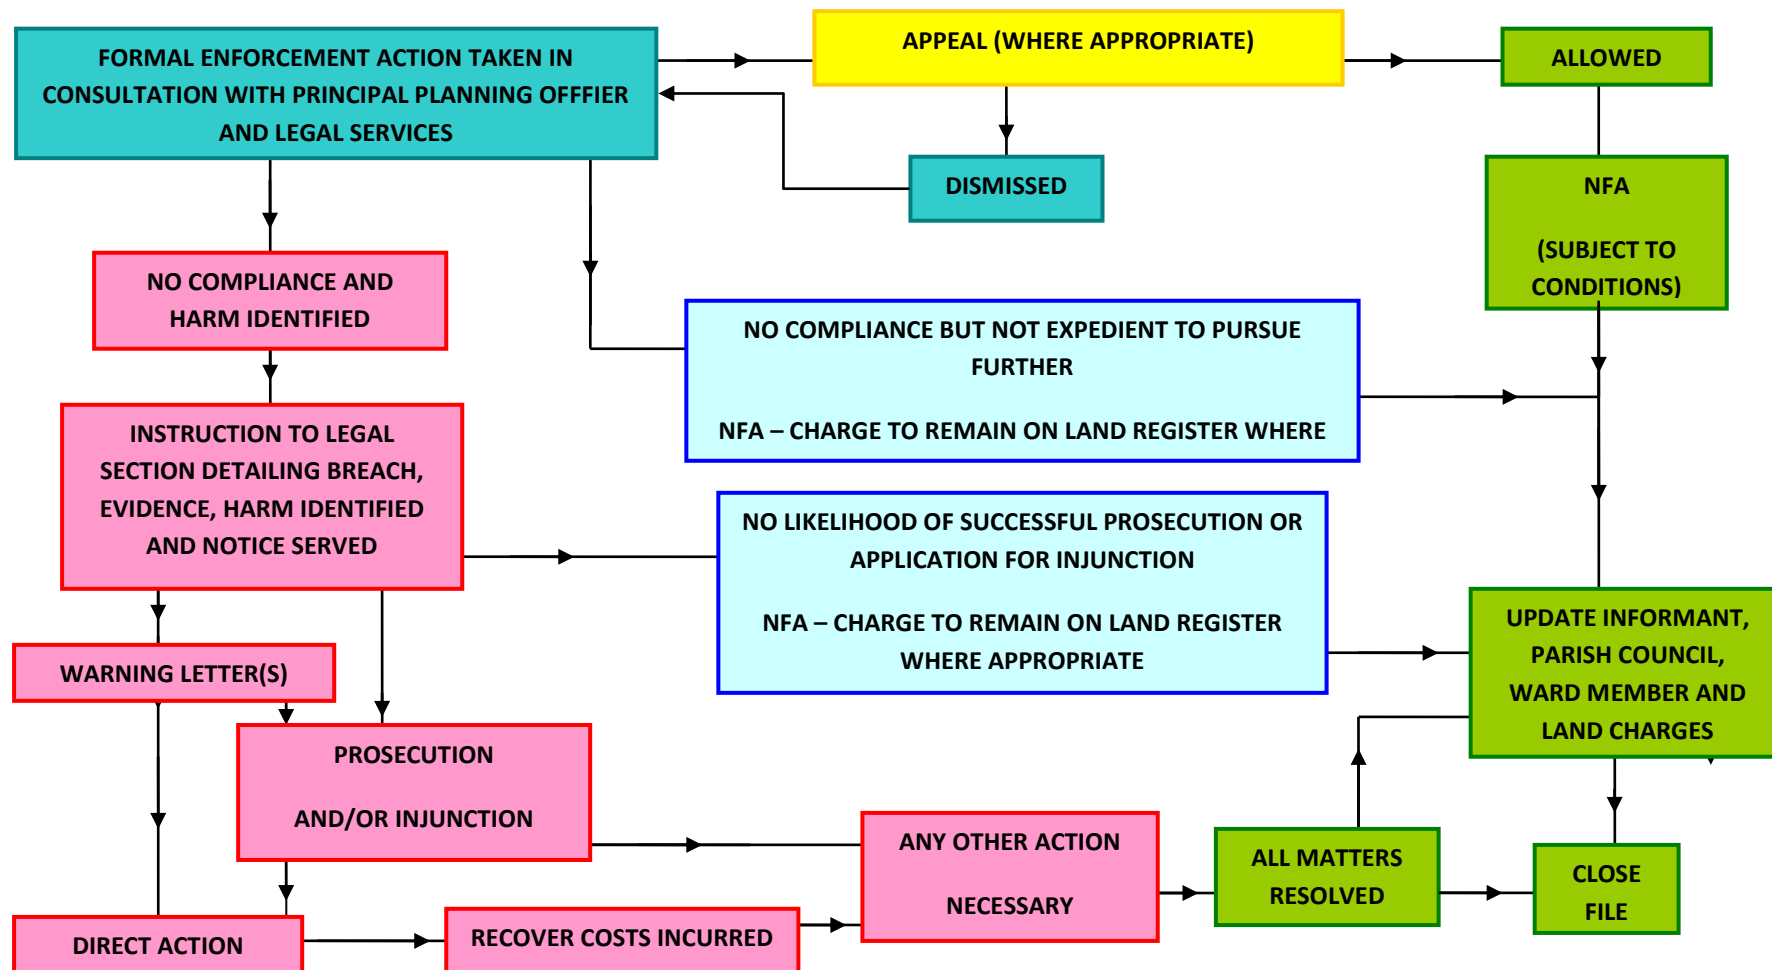 FORMAL ENFORCEMENT ACTION TAKEN IN
CONSULTATION WITH PRINCIPAL PLANNING OFFFIER
AND LEGAL SERVICES
APPEAL (WHERE APPROPRIATE)
ALLOWED
DISMISSED
NFA
(SUBJECT TO
CONDITIONS)
NO COMPLIANCE AND
HARM IDENTIFIED
NO COMPLIANCE BUT NOT EXPEDIENT TO PURSUE
FURTHER
NFA – CHARGE TO REMAIN ON LAND REGISTER WHERE
INSTRUCTION TO LEGAL
SECTION DETAILING BREACH,
EVIDENCE, HARM IDENTIFIED
AND NOTICE SERVED
NO LIKELIHOOD OF SUCCESSFUL PROSECUTION OR
APPLICATION FOR INJUNCTION
NFA – CHARGE TO REMAIN ON LAND REGISTER
WHERE APPROPRIATE
UPDATE INFORMANT,
PARISH COUNCIL,
WARD MEMBER AND
LAND CHARGES
WARNING LETTER(S)
PROSECUTION
AND/OR INJUNCTION
ANY OTHER ACTION
NECESSARY
ALL MATTERS
RESOLVED
CLOSE
FILE
DIRECT ACTION
RECOVER COSTS INCURRED